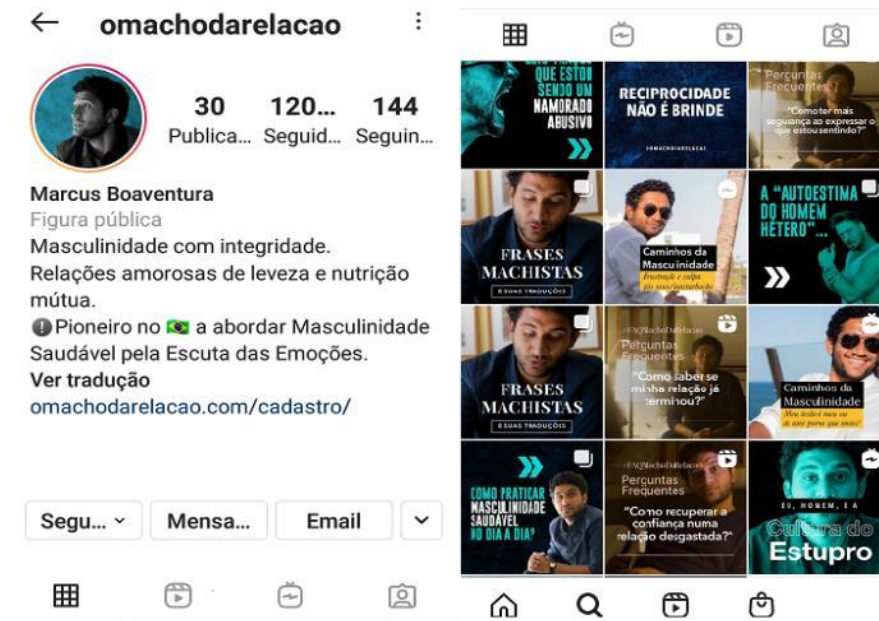 omachodarelacao
30 120... 144
Publica... Seguid... Seguin...
Marcus Boaventura
Figura pública
Masculinidade com integridade.
Relações amorosas de leveza e nutrição
mútua.
Pioneiro no 🇧🇷 a abordar Masculinidade
Saudável pela Escuta das Emoções.
Ver tradução
omachodarelacao.com/cadastro/
Segu... Mensa... Email
QUE ESTOU
SENDO UM
NAMORADO
ABUSIVO
RECIPROCIDADE
NÃO É BRINDE
Perguntas
Frequentes
"Como ter mais
segurança ao expressar o
que estou sentindo?"
FRASES
MACHISTAS
E SUAS TRADUÇÕES
Caminhos da
Masculinidade
Frustração e culpa
pós sexo/masturbação
A "AUTOESTIMA
DO HOMEM
HÉTERO"...
FRASES
MACHISTAS
E SUAS TRADUÇÕES
Perguntas
Frequentes
"Como saber se
minha relação já
terminou?"
Caminhos da
Masculinidade
COMO PRATICAR
MASCULINIDADE
SAUDÁVEL
NO DIA A DIA?
Perguntas
Frequentes
"Como recuperar a
confiança numa
relação desgastada?"
EU, HOMEM, E A
Cultura do
Estupro